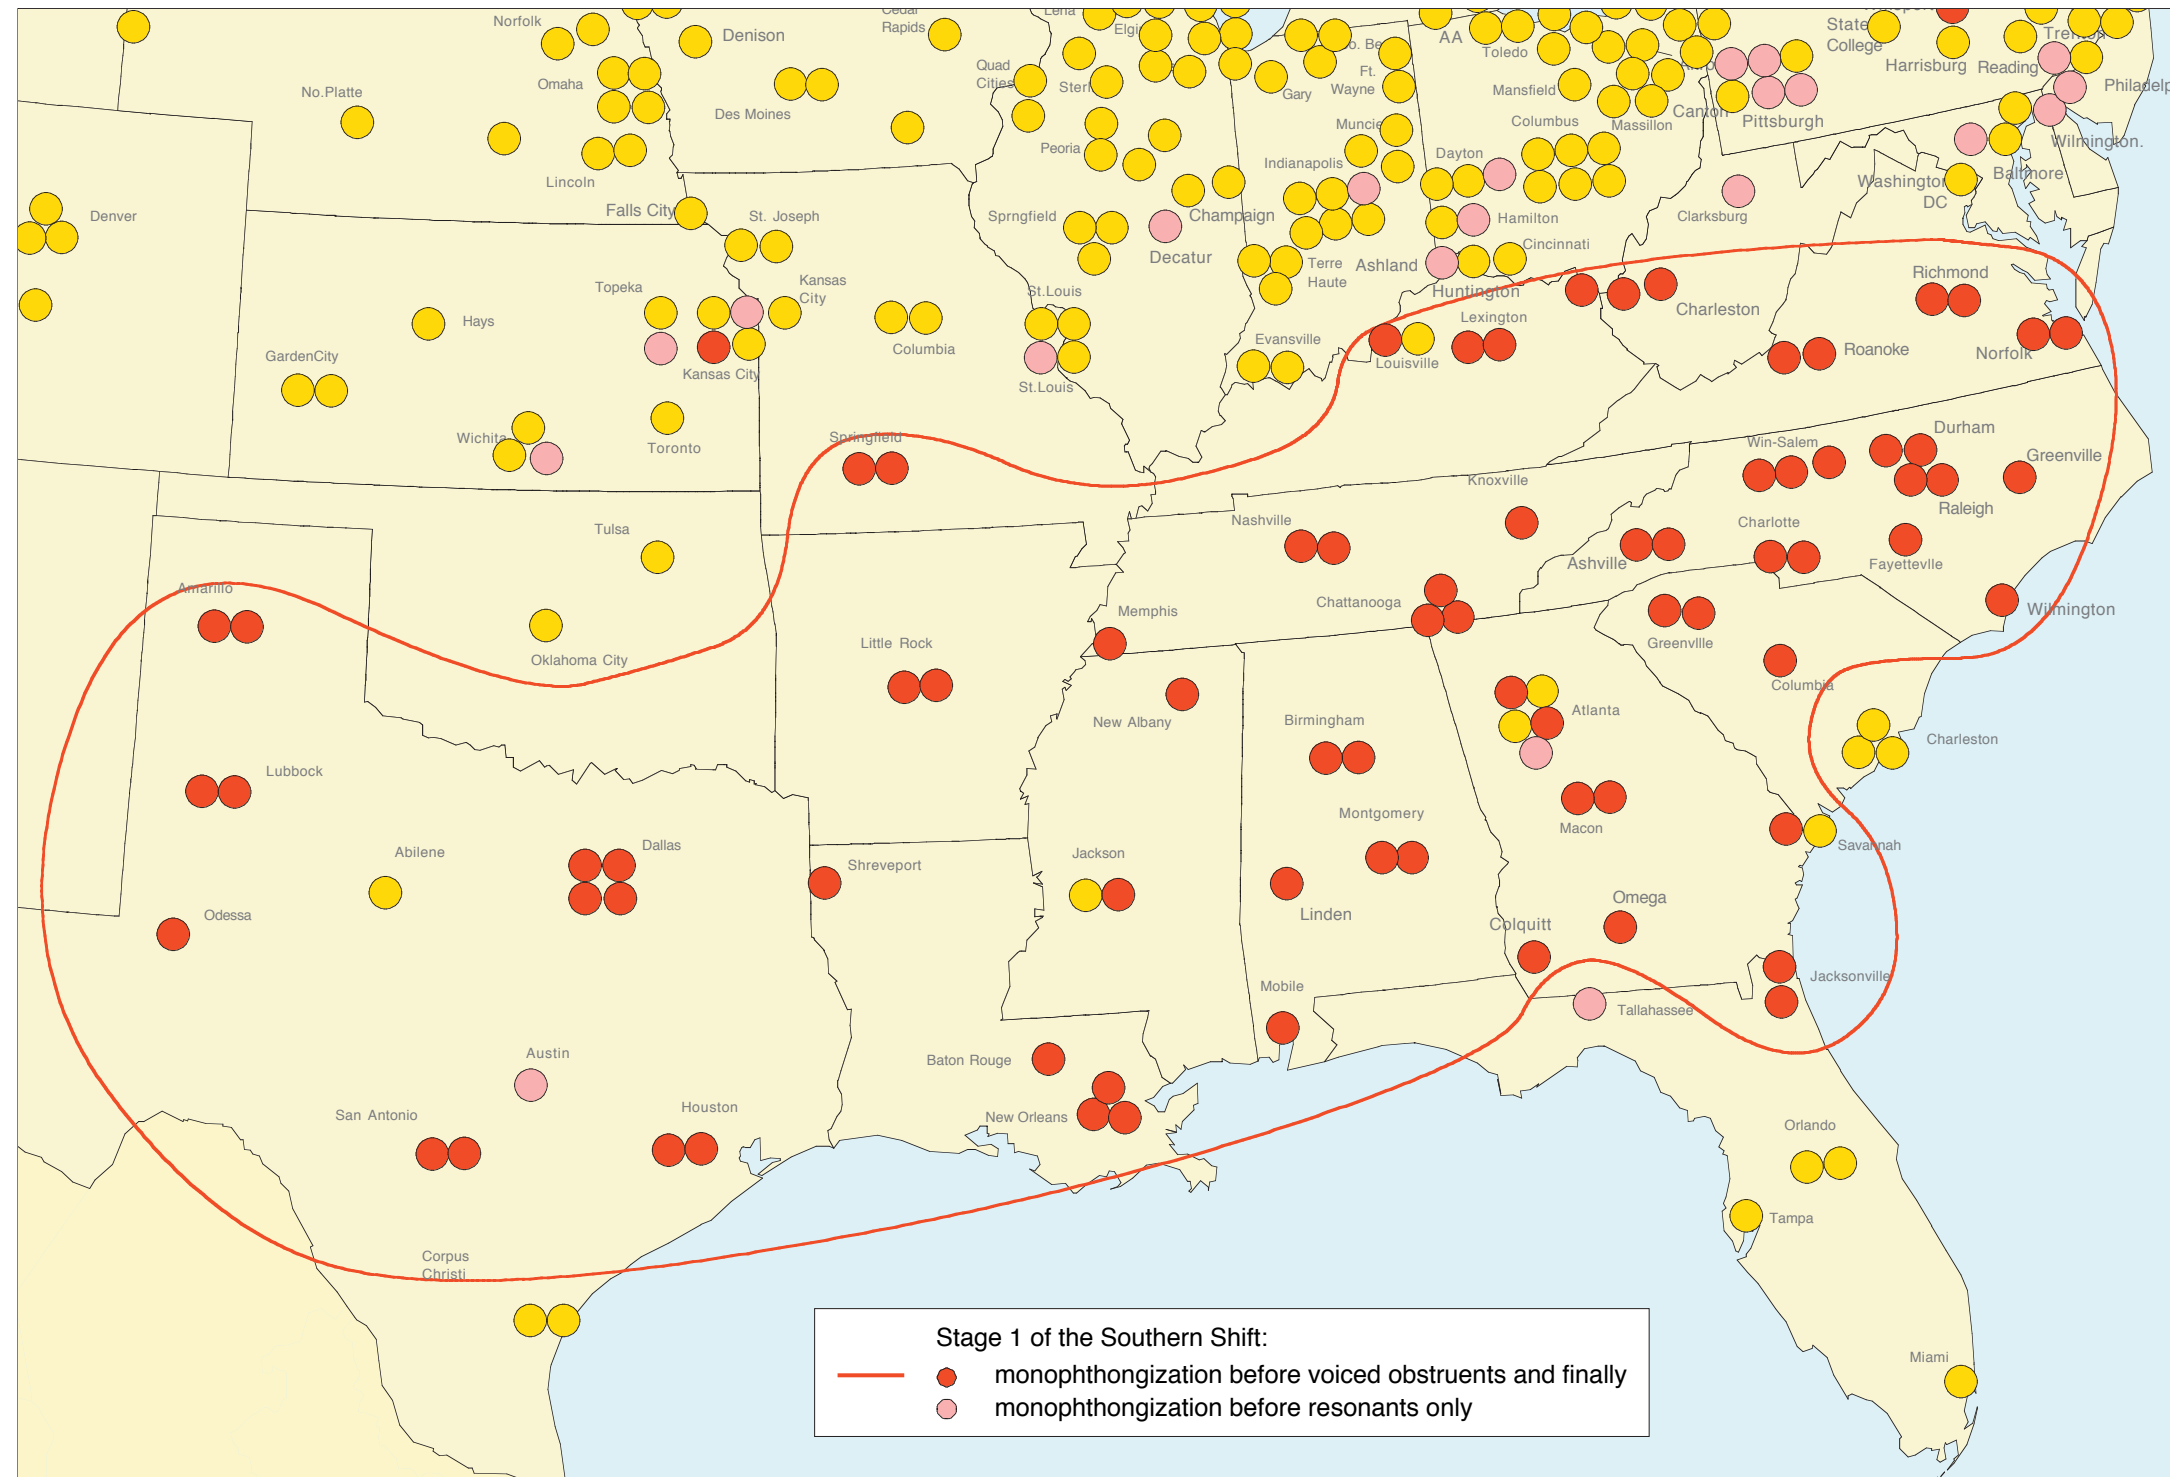 Norfolk
Denison
Cedar
Rapids
Lena
Elgi
AA
Toledo
State
College
Trenton
Harrisburg
Reading
Philadelp
No.Platte
Omaha
Des Moines
Quad
Cities
Sterl
Gary
Ft.
Wayne
Mansfield
Canton
Massillon
Pittsburgh
Columbus
Wilmington.
Lincoln
Peoria
Muncie
Indianapolis
Dayton
Washington
DC
Baltimore
Denver
Falls City
St. Joseph
Sprngfield
Champaign
Decatur
Hamilton
Clarksburg
Cincinnati
Terre
Haute
Ashland
Huntington
Richmond
Topeka
Kansas
City
St.Louis
Charleston
Hays
Lexington
GardenCity
Columbia
Evansville
Louisville
Roanoke
Norfolk
Kansas City
St.Louis
Wichita
Toronto
Springfield
Win-Salem
Durham
Greenville
Knoxville
Raleigh
Tulsa
Nashville
Charlotte
Ashville
Fayettevlle
Amarillo
Chattanooga
Memphis
Wilmington
Oklahoma City
Little Rock
Greenvllle
Columbia
New Albany
Birmingham
Atlanta
Charleston
Lubbock
Montgomery
Macon
Abilene
Dallas
Shreveport
Jackson
Savannah
Odessa
Linden
Omega
Colquitt
Mobile
Jacksonville
Tallahassee
Austin
Baton Rouge
San Antonio
Houston
New Orleans
Orlando
Tampa
Corpus
Christi
Miami
Stage 1 of the Southern Shift:
monophthongization before voiced obstruents and finally
monophthongization before resonants only